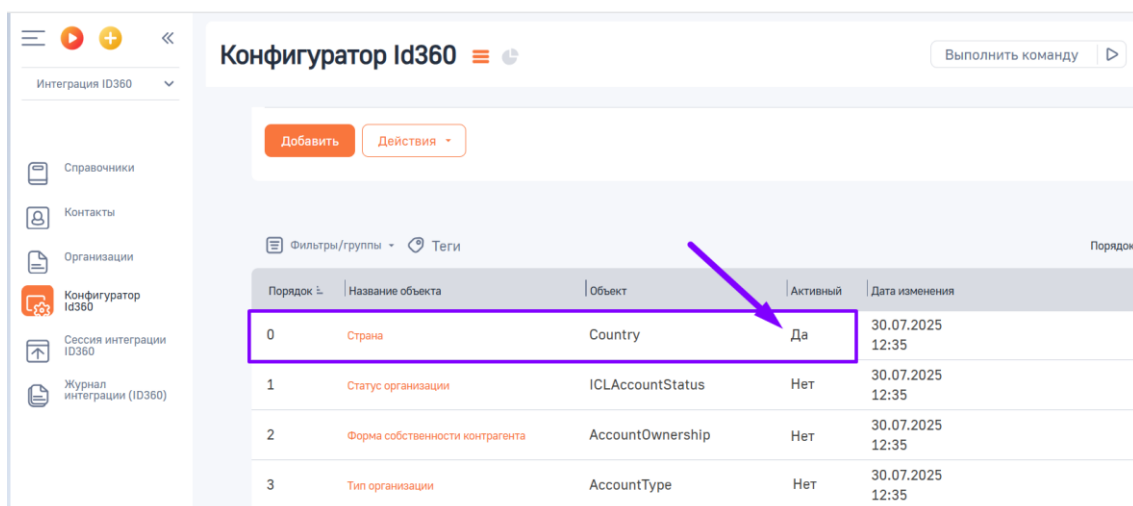 Конфигуратор Id360
Выполнить команду
Интеграция ID360
Добавить
Действия
Справочники
Контакты
Организации
Конфигуратор
Id360
Сессия интеграции
ID360
Журнал
интеграции (ID360)
Фильтры/группы
Теги
Порядок
Порядок Название объекта Объект Активный Дата изменения
0 Страна Country Да 30.07.2025
12:35
1 Статус организации ICLAccountStatus Нет 30.07.2025
12:35
2 Форма собственности контрагента AccountOwnership Нет 30.07.2025
12:35
3 Тип организации AccountType Нет 30.07.2025
12:35